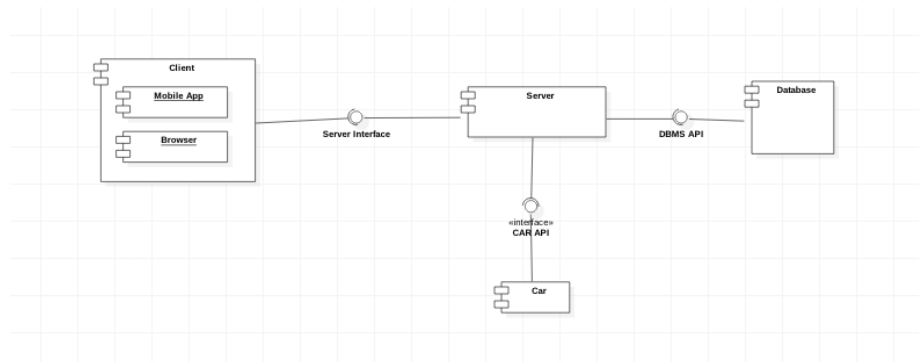 Client
Mobile App
Browser
Server Interface
Server
DBMS API
Database
«interface»
CAR API
Car